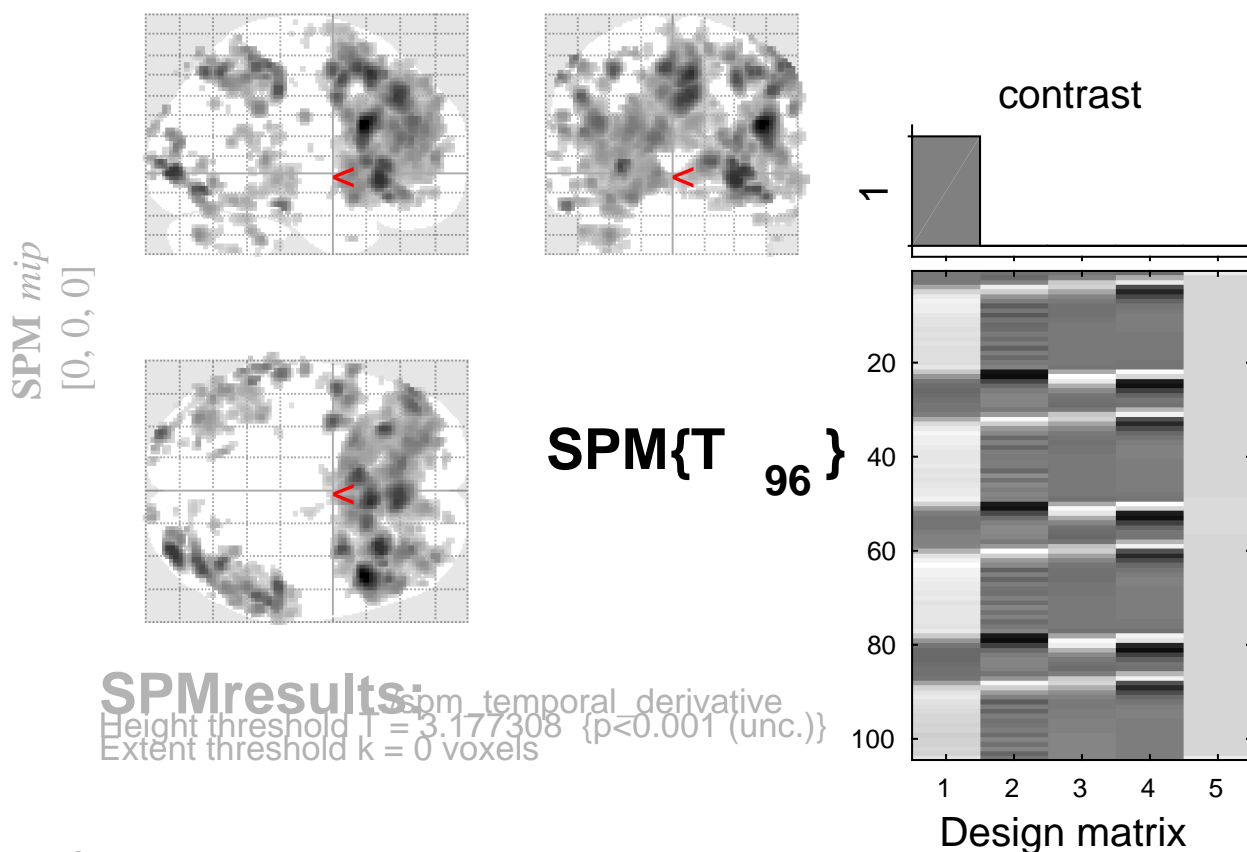 SPM mip
[0, 0, 0]
<
<
<
SPM{T 96 }
SPMresults: ./spm_temporal_derivative
Height threshold T = 3.177308 {p<0.001 (unc.)}
Extent threshold k = 0 voxels
contrast
1
20
40
60
80
100
1 2 3 4 5
Design matrix